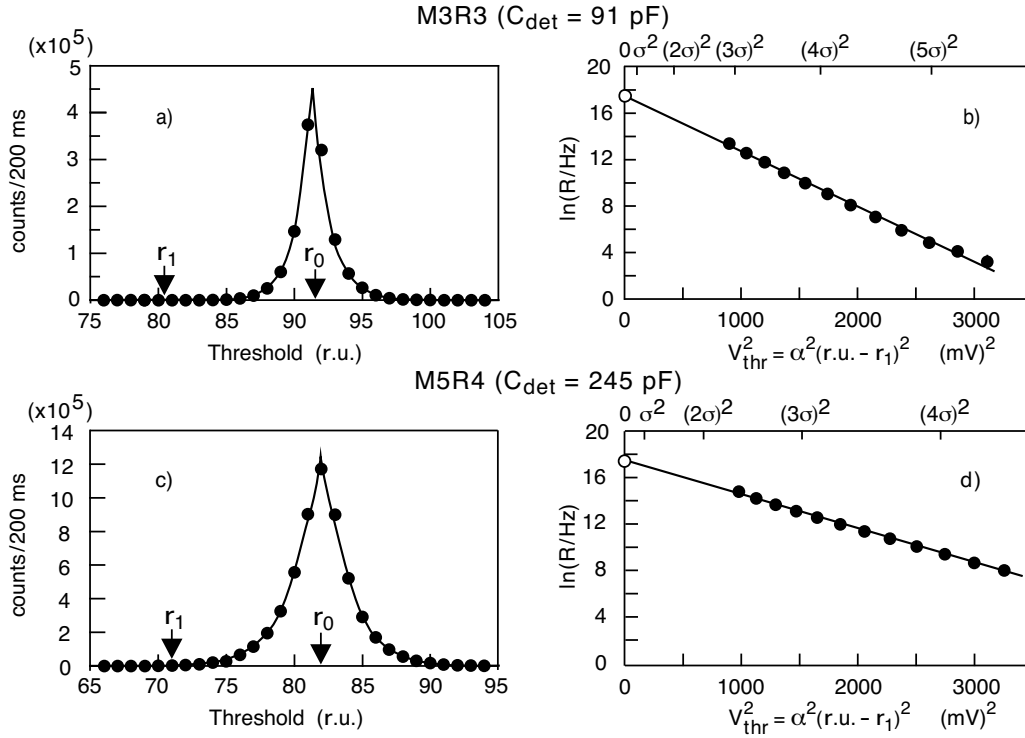 M3R3 (C_det = 91 pF)
(x10^5)
counts/200 ms
5
4
3
2
1
0
a)
r_1
r_0
75 80 85 90 95 100 105
Threshold (r.u.)
0 σ^2 (2σ)^2 (3σ)^2 (4σ)^2 (5σ)^2
ln(R/Hz)
20
16
12
8
4
0
b)
0 1000 2000 3000
V_thr^2 = α^2(r.u. - r_1)^2 (mV)^2
M5R4 (C_det = 245 pF)
(x10^5)
counts/200 ms
14
12
10
8
6
4
2
0
c)
r_1
r_0
65 70 75 80 85 90 95
Threshold (r.u.)
0 σ^2 (2σ)^2 (3σ)^2 (4σ)^2
ln(R/Hz)
20
16
12
8
0
d)
0 1000 2000 3000
V_thr^2 = α^2(r.u. - r_1)^2 (mV)^2